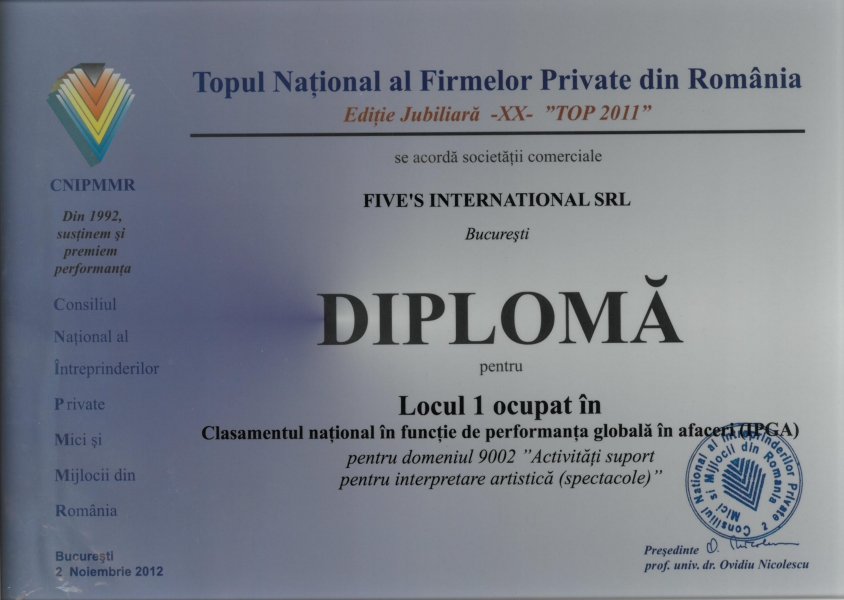 Topul Național al Firmelor Private din România
Ediție Jubiliară -XX- ”TOP 2011”
se acordă societății comerciale
FIVE'S INTERNATIONAL SRL
București
DIPLOMĂ
pentru
Locul 1 ocupat în
Clasamentul național în funcție de performanța globală în afaceri (IPGA)
pentru domeniul 9002 ”Activități suport
pentru interpretare artistică (spectacole)”
CNIPMMR
Din 1992,
susținem și
premiem
performanța
Consiliul
Național al
Întreprinderilor
Private
Mici și
Mijlocii din
România
București
2 Noiembrie 2012
Consiliul Național al Întreprinderilor Private
Mici și Mijlocii din Romania
2
Președinte
prof. univ. dr. Ovidiu Nicolescu